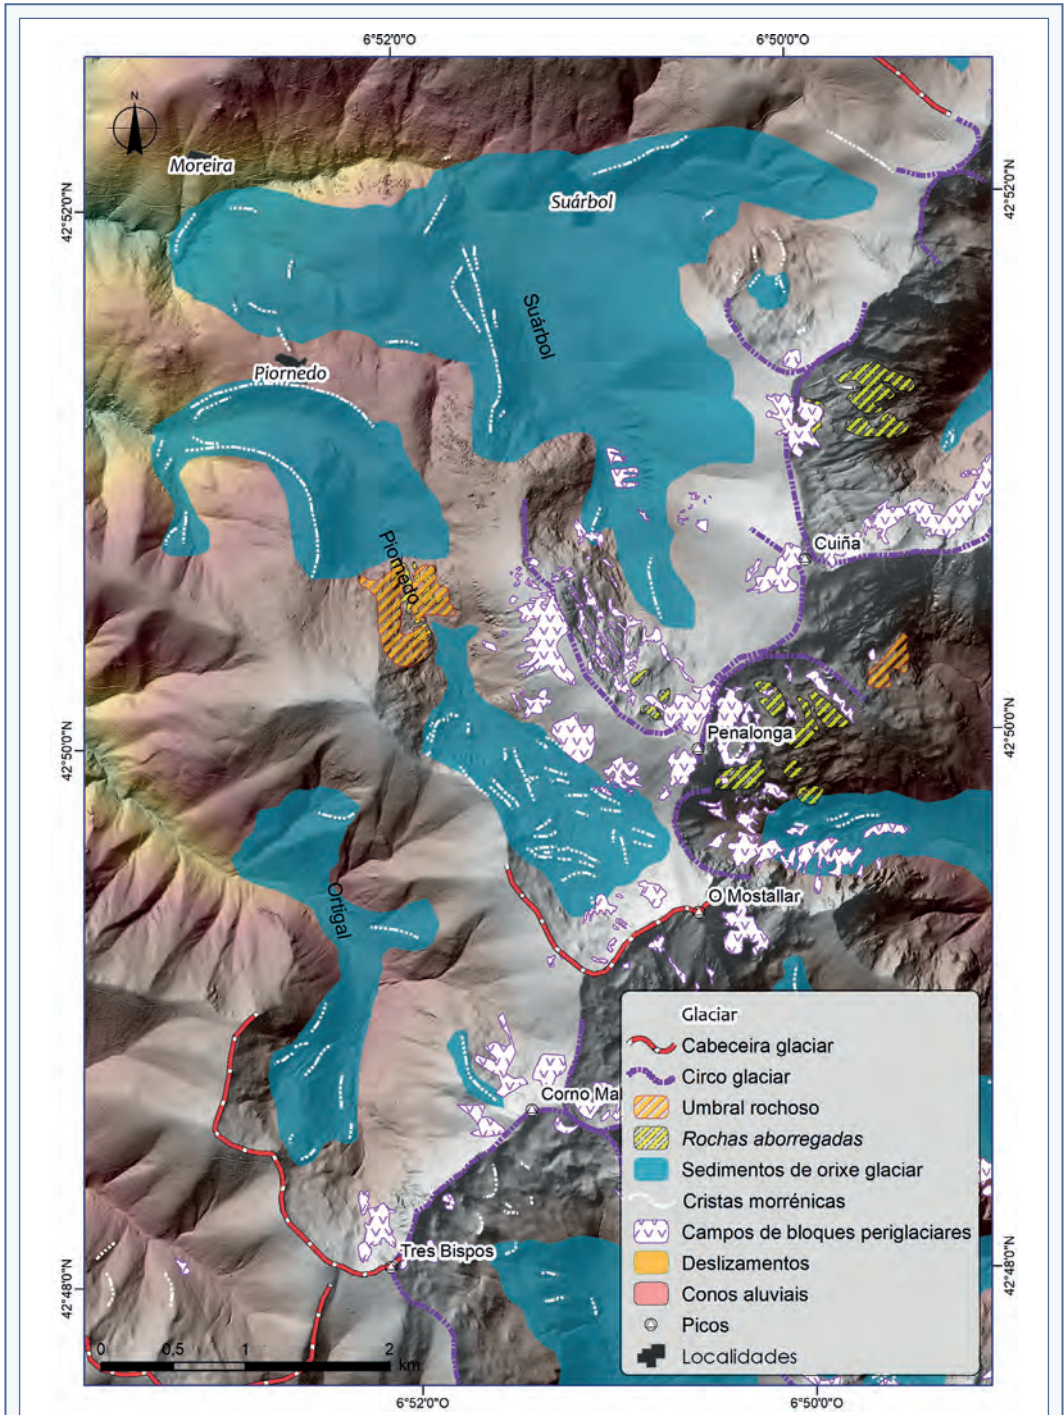 6°52'0"O
6°50'0"O
N
Moreira
42°52'0"N
42°52'0"N
Suárbol
Suárbol
Piornedo
Piornedo
Cuiña
Penalonga
42°50'0"N
42°50'0"N
O Mostallar
Ortigal
Corno Mal
Tres Bispos
42°48'0"N
42°48'0"N
Glaciar
Cabeceira glaciar
Circo glaciar
Umbral rochoso
Rochas aborregadas
Sedimentos de orixe glaciar
Cristas morrénicas
Campos de bloques periglaciares
Deslizamentos
Conos aluviais
Picos
Localidades
0 0,5 1 2
km
6°52'0"O
6°50'0"O